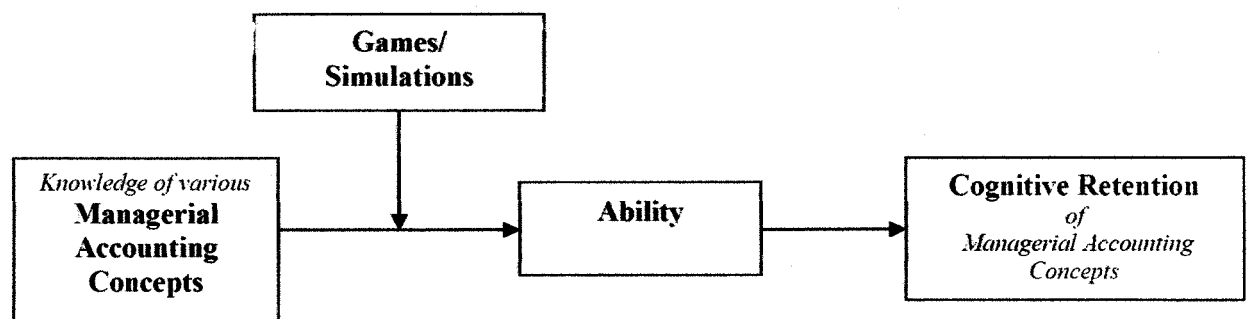 Games/
Simulations
Knowledge of various
Managerial
Accounting
Concepts
Ability
Cognitive Retention
of
Managerial Accounting
Concepts